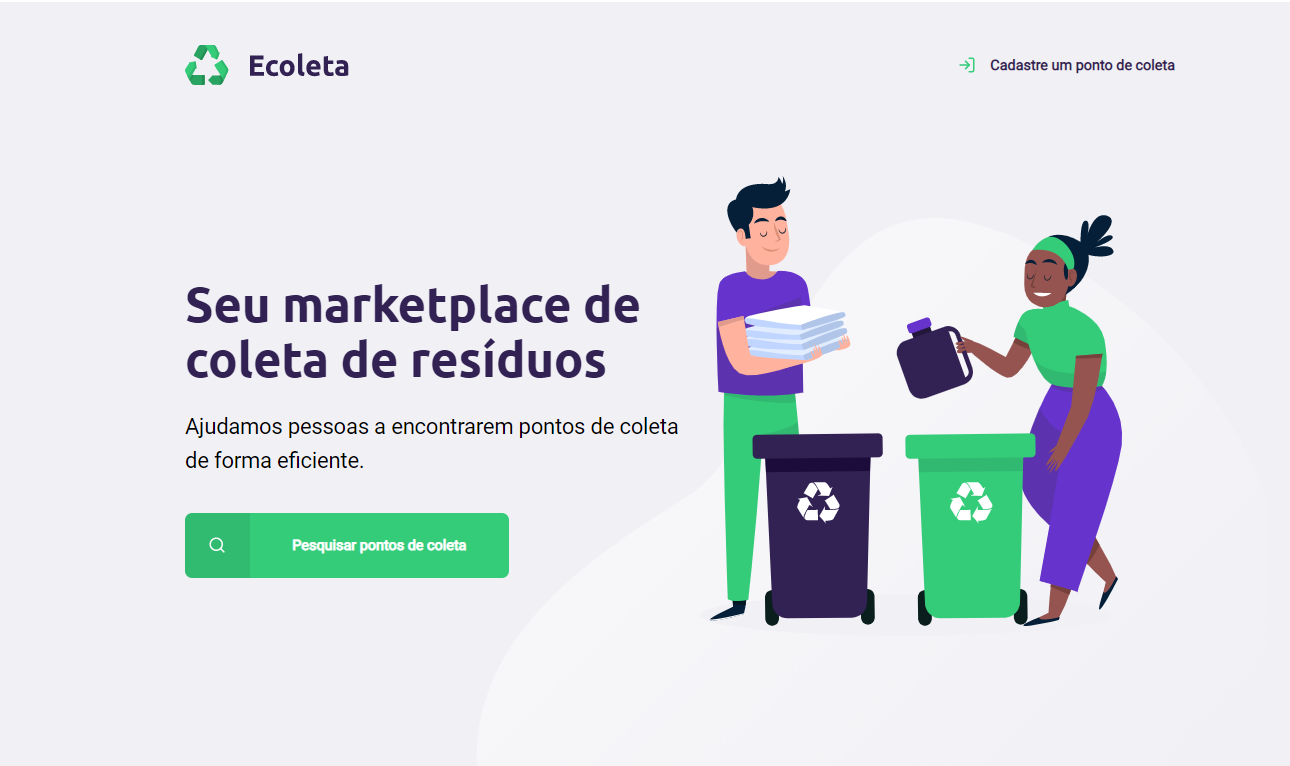 Ecoleta
Cadastre um ponto de coleta
Seu marketplace de
coleta de resíduos
Ajudamos pessoas a encontrarem pontos de coleta
de forma eficiente.
Pesquisar pontos de coleta